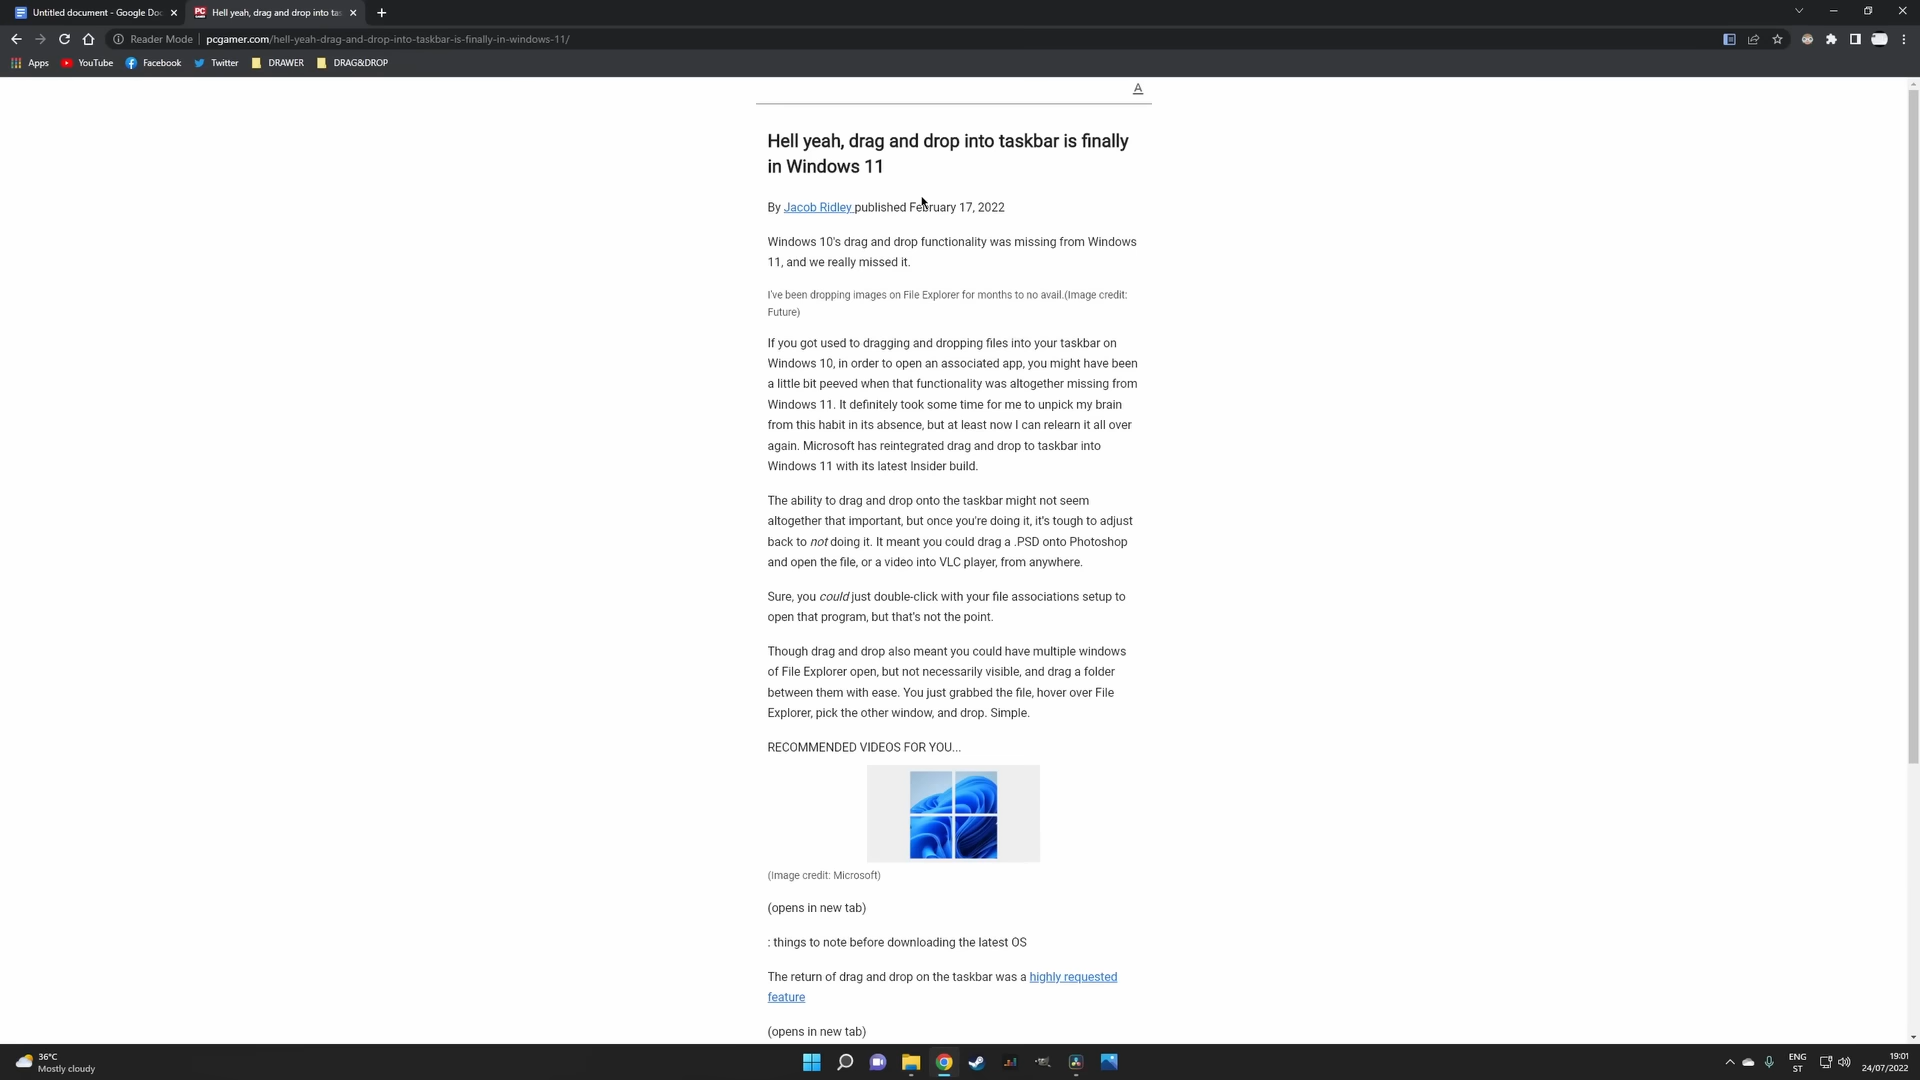 Untitled document - Google Doc
Hell yeah, drag and drop into tas
Reader Mode
pcgamer.com/hell-yeah-drag-and-drop-into-taskbar-is-finally-in-windows-11/
Apps
YouTube
Facebook
Twitter
DRAWER
DRAG&DROP
A
Hell yeah, drag and drop into taskbar is finally
in Windows 11
By Jacob Ridley published February 17, 2022
Windows 10's drag and drop functionality was missing from Windows
11, and we really missed it.
I've been dropping images on File Explorer for months to no avail.(Image credit:
Future)
If you got used to dragging and dropping files into your taskbar on
Windows 10, in order to open an associated app, you might have been
a little bit peeved when that functionality was altogether missing from
Windows 11. It definitely took some time for me to unpick my brain
from this habit in its absence, but at least now I can relearn it all over
again. Microsoft has reintegrated drag and drop to taskbar into
Windows 11 with its latest Insider build.
The ability to drag and drop onto the taskbar might not seem
altogether that important, but once you're doing it, it's tough to adjust
back to not doing it. It meant you could drag a .PSD onto Photoshop
and open the file, or a video into VLC player, from anywhere.
Sure, you could just double-click with your file associations setup to
open that program, but that's not the point.
Though drag and drop also meant you could have multiple windows
of File Explorer open, but not necessarily visible, and drag a folder
between them with ease. You just grabbed the file, hover over File
Explorer, pick the other window, and drop. Simple.
RECOMMENDED VIDEOS FOR YOU...
(Image credit: Microsoft)
(opens in new tab)
: things to note before downloading the latest OS
The return of drag and drop on the taskbar was a highly requested
feature
(opens in new tab)
36°C
Mostly cloudy
ENG
ST
19:01
24/07/2022